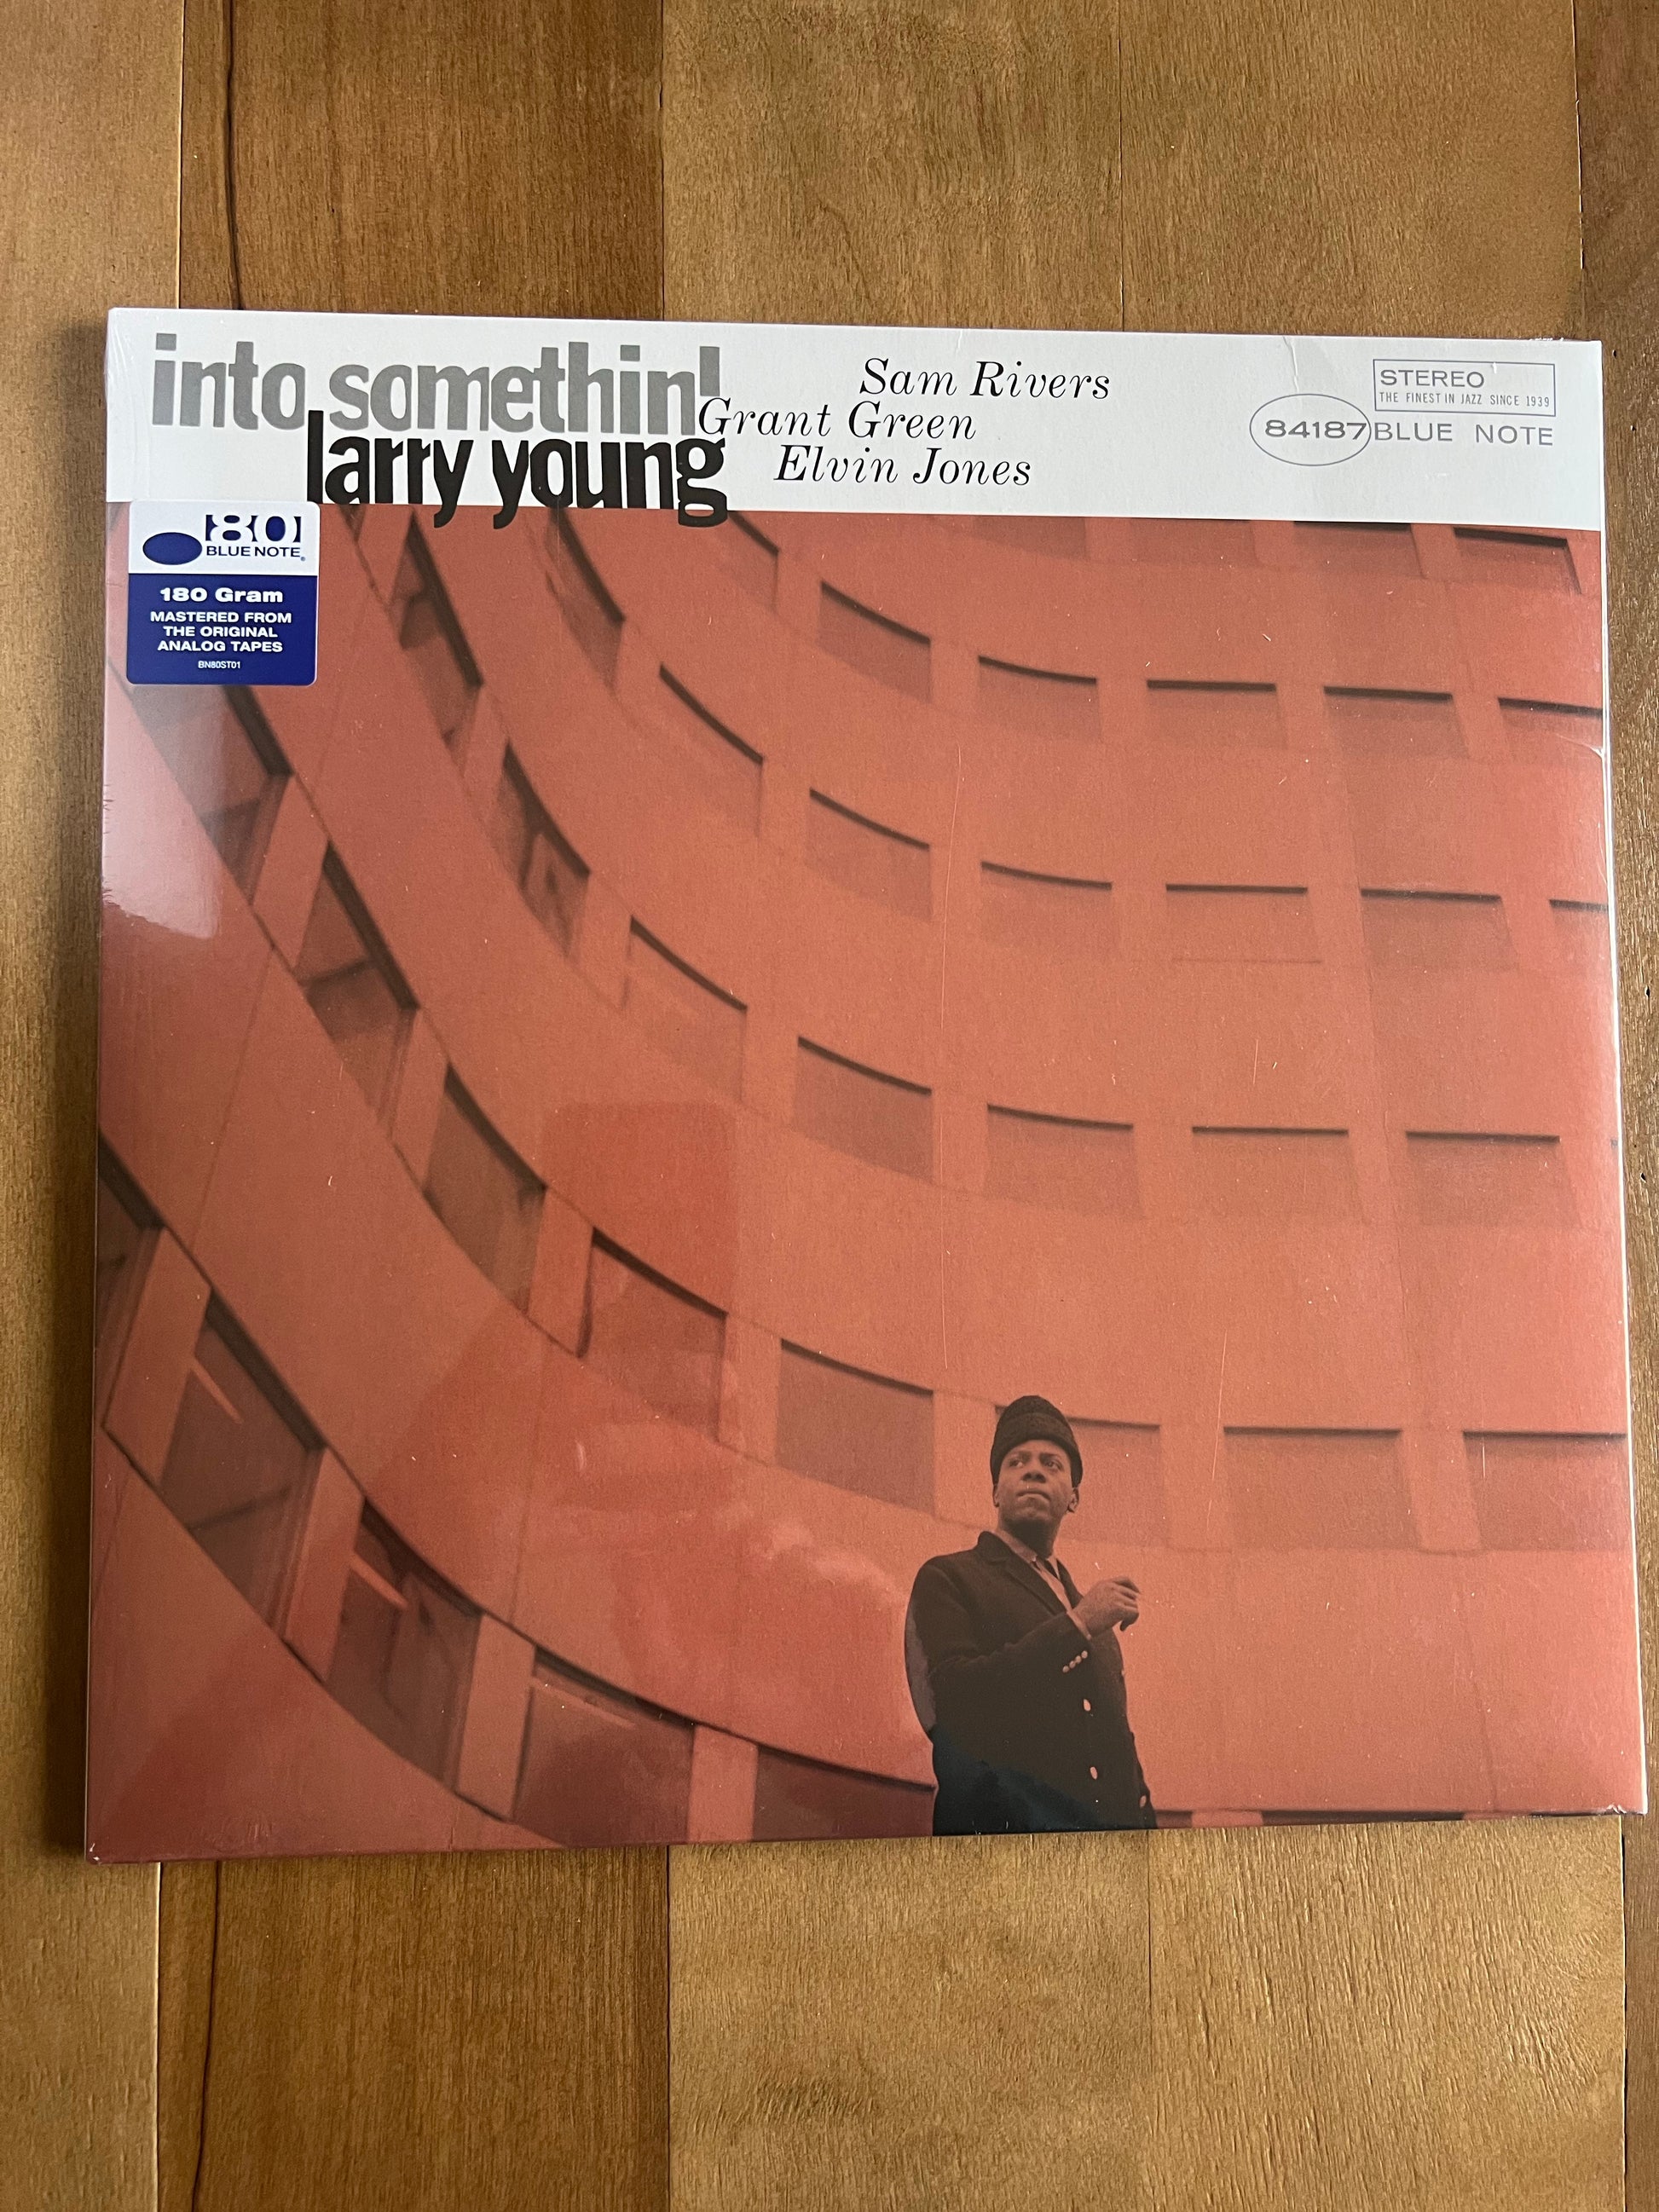 into somethin'
larry young
Sam Rivers
Grant Green
Elvin Jones
STEREO
THE FINEST IN JAZZ SINCE 1939
84187 BLUE NOTE
80
BLUE NOTE®
180 Gram
MASTERED FROM
THE ORIGINAL
ANALOG TAPES
BN80ST01